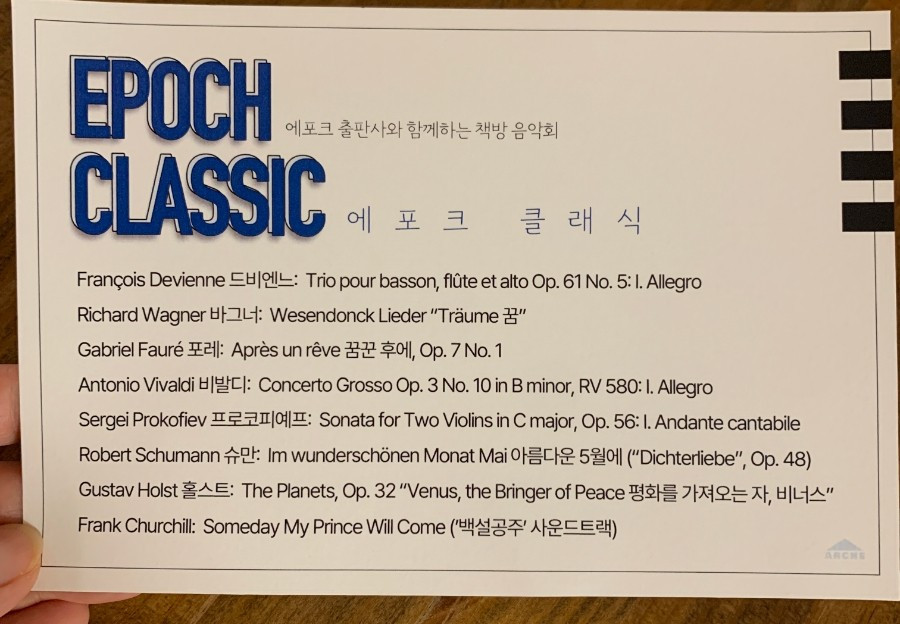 EPOCH
에포크 출판사와 함께하는 책방 음악회
CLASSIC
에포크 클래식
François Devienne 드비엔느: Trio pour basson, flûte et alto Op. 61 No. 5: I. Allegro
Richard Wagner 바그너: Wesendonck Lieder “Träume 꿈”
Gabriel Fauré 포레: Après un rêve 꿈꾼 후에, Op. 7 No. 1
Antonio Vivaldi 비발디: Concerto Grosso Op. 3 No. 10 in B minor, RV 580: I. Allegro
Sergei Prokofiev 프로코피예프: Sonata for Two Violins in C major, Op. 56: I. Andante cantabile
Robert Schumann 슈만: Im wunderschönen Monat Mai 아름다운 5월에 (“Dichterliebe”, Op. 48)
Gustav Holst 홀스트: The Planets, Op. 32 “Venus, the Bringer of Peace 평화를 가져오는 자, 비너스”
Frank Churchill: Someday My Prince Will Come (‘백설공주’ 사운드트랙)
ARCHE